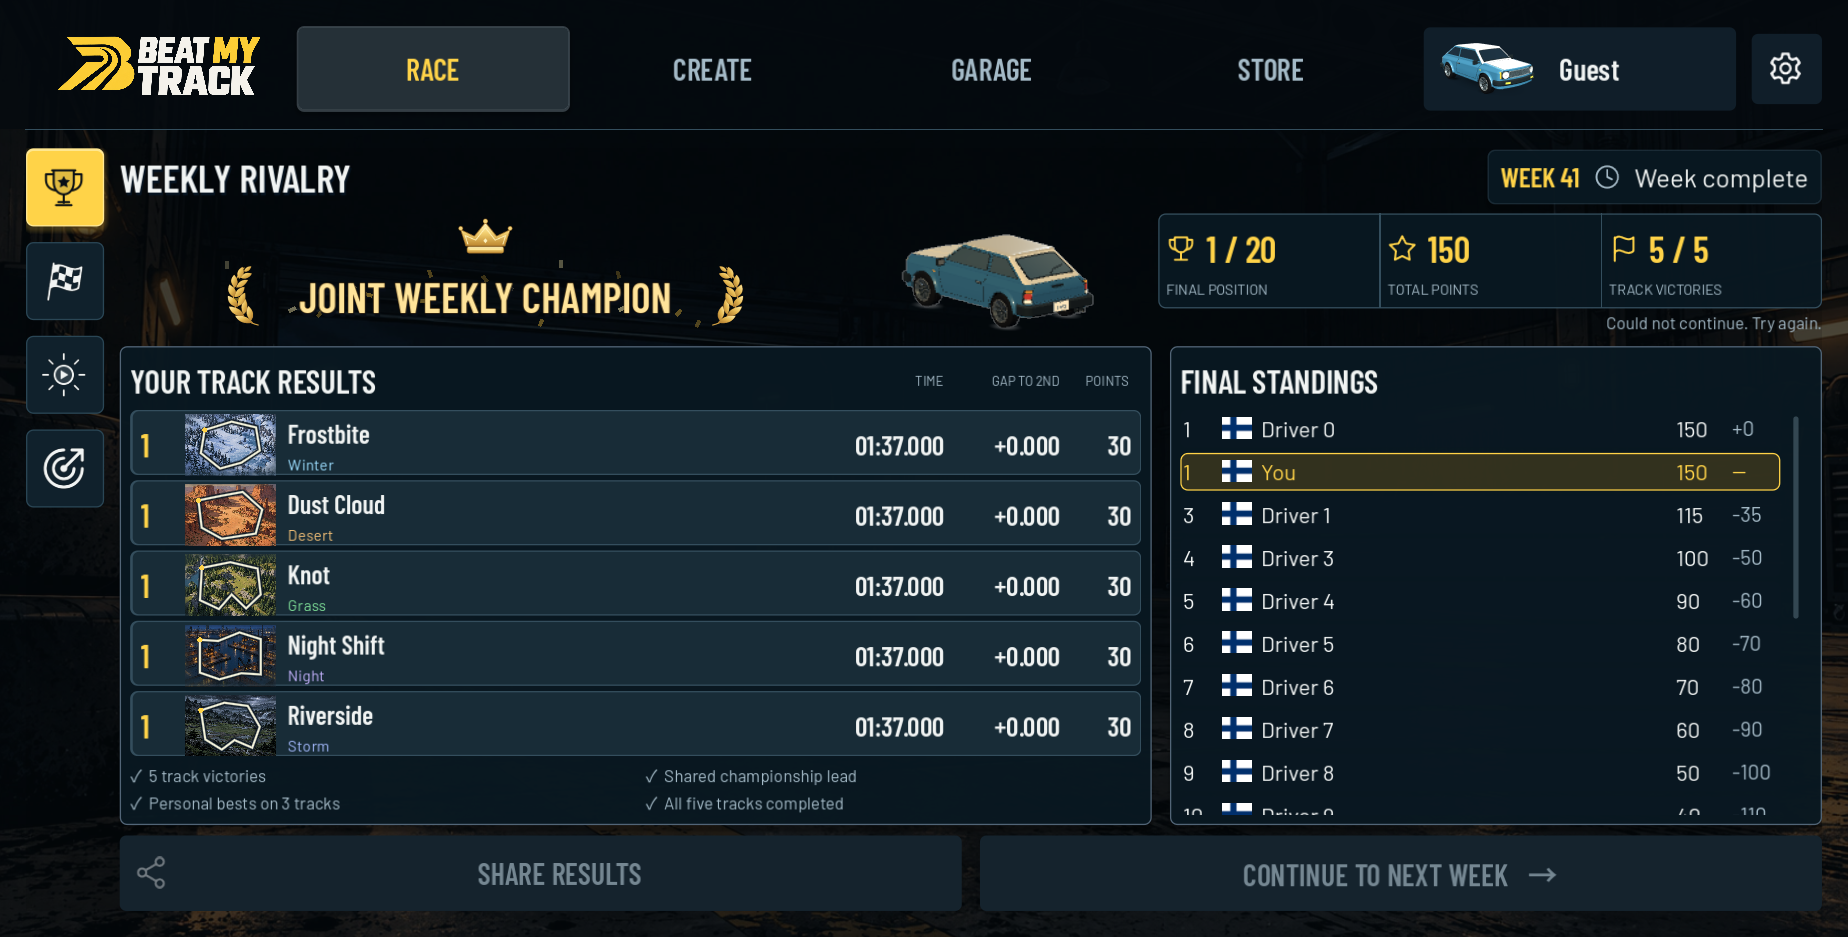 BEAT MY TRACK
RACE
CREATE
GARAGE
STORE
Guest
WEEKLY RIVALRY
WEEK 41 Week complete
JOINT WEEKLY CHAMPION
1 / 20
FINAL POSITION
150
TOTAL POINTS
5 / 5
TRACK VICTORIES
Could not continue. Try again.
YOUR TRACK RESULTS TIME GAP TO 2ND POINTS
1 Frostbite 01:37.000 +0.000 30
Winter
1 Dust Cloud 01:37.000 +0.000 30
Desert
1 Knot 01:37.000 +0.000 30
Grass
1 Night Shift 01:37.000 +0.000 30
Night
1 Riverside 01:37.000 +0.000 30
Storm
✓ 5 track victories
✓ Shared championship lead
✓ Personal bests on 3 tracks
✓ All five tracks completed
FINAL STANDINGS
1 Driver 0 150 +0
1 You 150 —
3 Driver 1 115 -35
4 Driver 3 100 -50
5 Driver 4 90 -60
6 Driver 5 80 -70
7 Driver 6 70 -80
8 Driver 7 60 -90
9 Driver 8 50 -100
10 Driver 9 40 -110
SHARE RESULTS
CONTINUE TO NEXT WEEK →